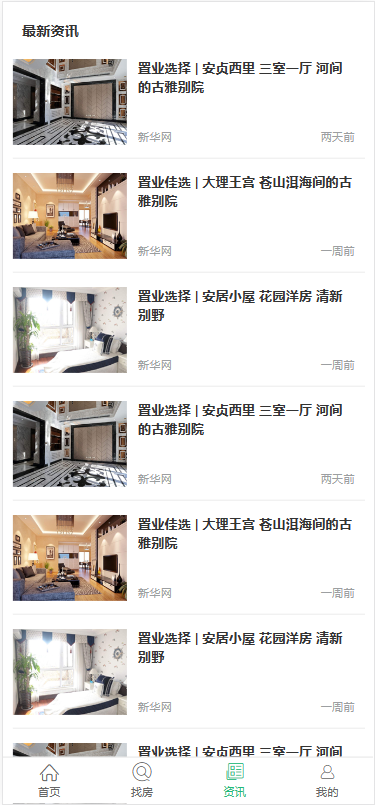 最新资讯
置业选择 | 安贞西里 三室一厅 河间
的古雅别院
新华网 两天前
置业佳选 | 大理王宫 苍山洱海间的古
雅别院
新华网 一周前
置业选择 | 安居小屋 花园洋房 清新
别野
新华网 一周前
置业选择 | 安贞西里 三室一厅 河间
的古雅别院
新华网 两天前
置业佳选 | 大理王宫 苍山洱海间的古
雅别院
新华网 一周前
置业选择 | 安居小屋 花园洋房 清新
别野
新华网 一周前
置业选择 | 安贞西里 三室一厅 河间
首页 找房 资讯 我的